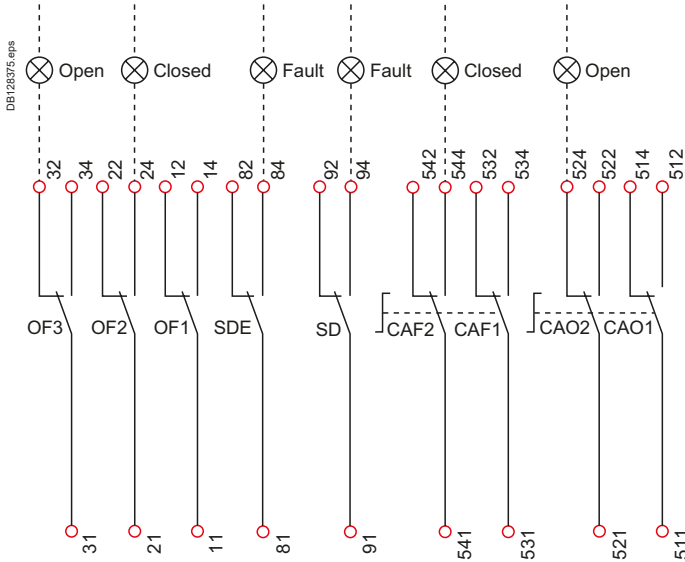 DB128375.eps
Open Closed Fault Fault Closed Open
32 34 22 24 12 14 82 84 92 94 542 544 532 534 524 522 514 512
OF3 OF2 OF1 SDE SD CAF2 CAF1 CAO2 CAO1
31 21 11 81 91 541 531 521 511